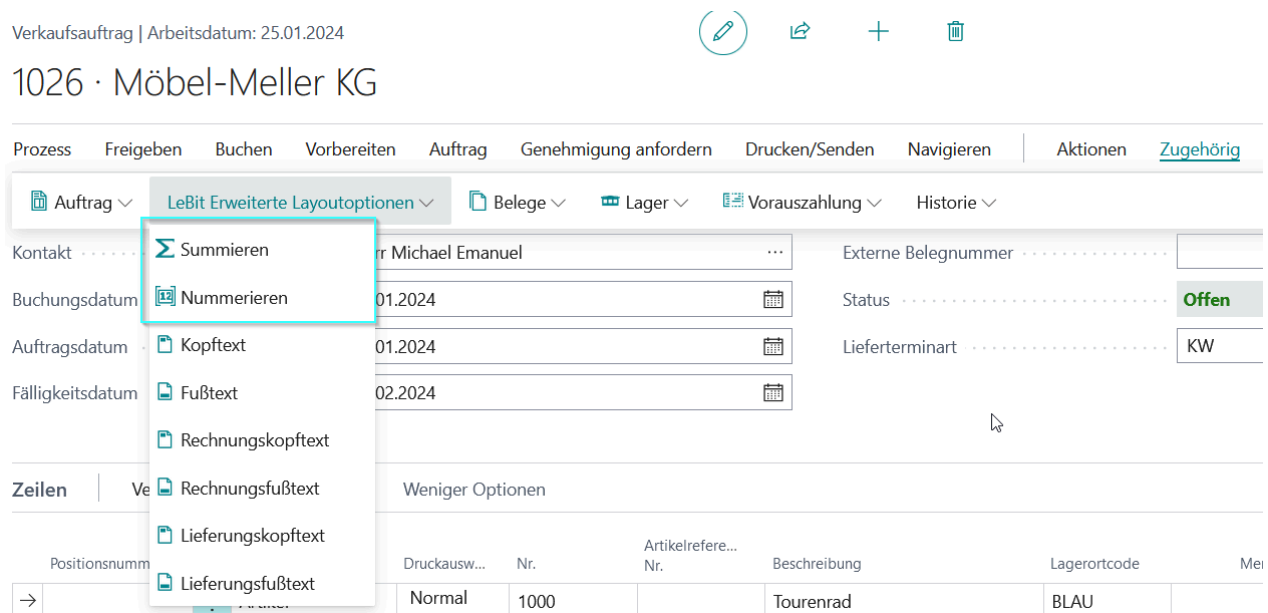 Verkaufsauftrag | Arbeitsdatum: 25.01.2024
1026 · Möbel-Meller KG
Prozess Freigeben Buchen Vorbereiten Auftrag Genehmigung anfordern Drucken/Senden Navigieren Aktionen Zugehörig
Auftrag LeBit Erweiterte Layoutoptionen Belege Lager Vorauszahlung Historie
Summieren
Nummerieren
Kopftext
Fußtext
Rechnungskopftext
Rechnungsfußtext
Lieferungskopftext
Lieferungsfußtext
Kontakt Michael Emanuel Externe Belegnummer
Buchungsdatum 01.2024 Status Offen
Auftragsdatum 01.2024 Lieferterminart KW
Fälligkeitsdatum 02.2024
Zeilen Weniger Optionen
Druckausw... Nr. Artikelrefere... Nr. Beschreibung Lagerortcode
Normal 1000 Tourenrad BLAU